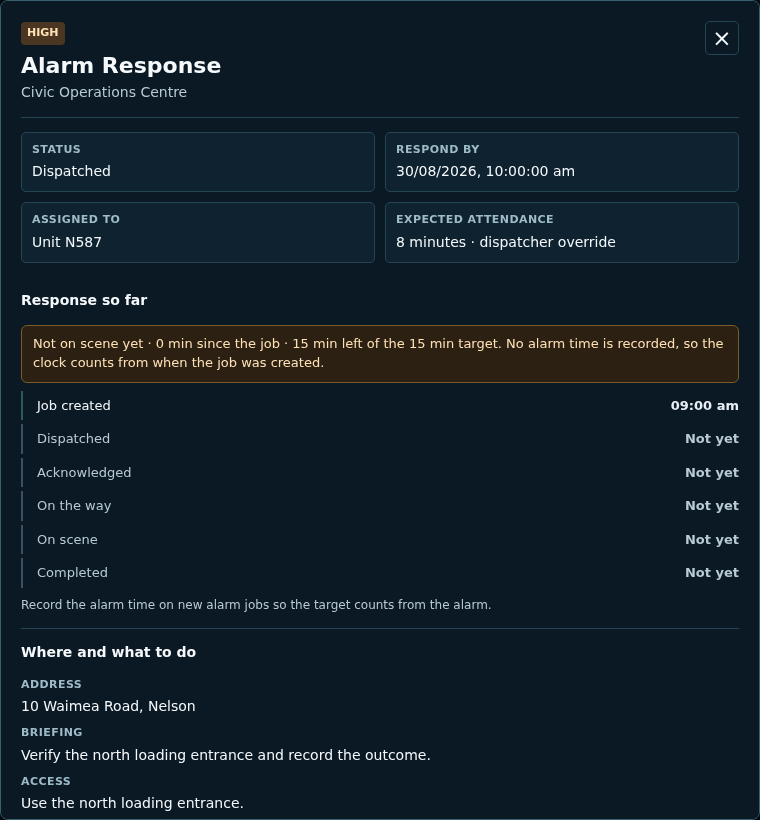 HIGH
Alarm Response
Civic Operations Centre
STATUS
Dispatched
RESPOND BY
30/08/2026, 10:00:00 am
ASSIGNED TO
Unit N587
EXPECTED ATTENDANCE
8 minutes · dispatcher override
Response so far
Not on scene yet · 0 min since the job · 15 min left of the 15 min target. No alarm time is recorded, so the
clock counts from when the job was created.
Job created 09:00 am
Dispatched Not yet
Acknowledged Not yet
On the way Not yet
On scene Not yet
Completed Not yet
Record the alarm time on new alarm jobs so the target counts from the alarm.
Where and what to do
ADDRESS
10 Waimea Road, Nelson
BRIEFING
Verify the north loading entrance and record the outcome.
ACCESS
Use the north loading entrance.